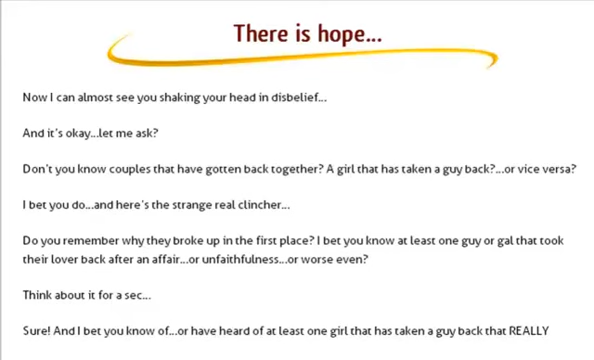 There is hope...
Now I can almost see you shaking your head in disbelief...
And it's okay...let me ask?
Don't you know couples that have gotten back together? A girl that has taken a guy back?...or vice versa?
I bet you do...and here's the strange real clincher...
Do you remember why they broke up in the first place? I bet you know at least one guy or gal that took
their lover back after an affair...or unfaithfulness...or worse even?
Think about it for a sec...
Sure! And I bet you know of...or have heard of at least one girl that has taken a guy back that REALLY